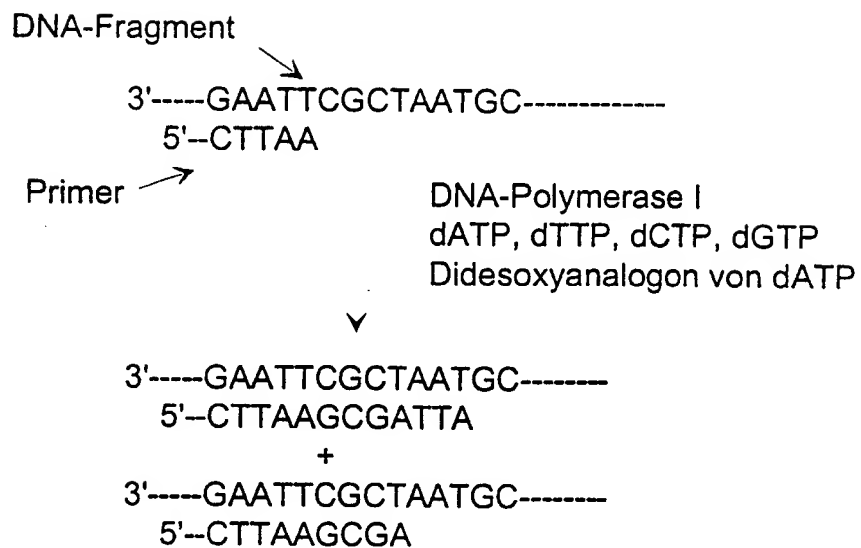 DNA-Fragment
3'-----GAATTCGCTAATGC-------------
5'--CTTAA
Primer
DNA-Polymerase I
dATP, dTTP, dCTP, dGTP
Didesoxyanalogon von dATP
3'-----GAATTCGCTAATGC--------
5'--CTTAAGCGATTA
+
3'-----GAATTCGCTAATGC--------
5'--CTTAAGCGA